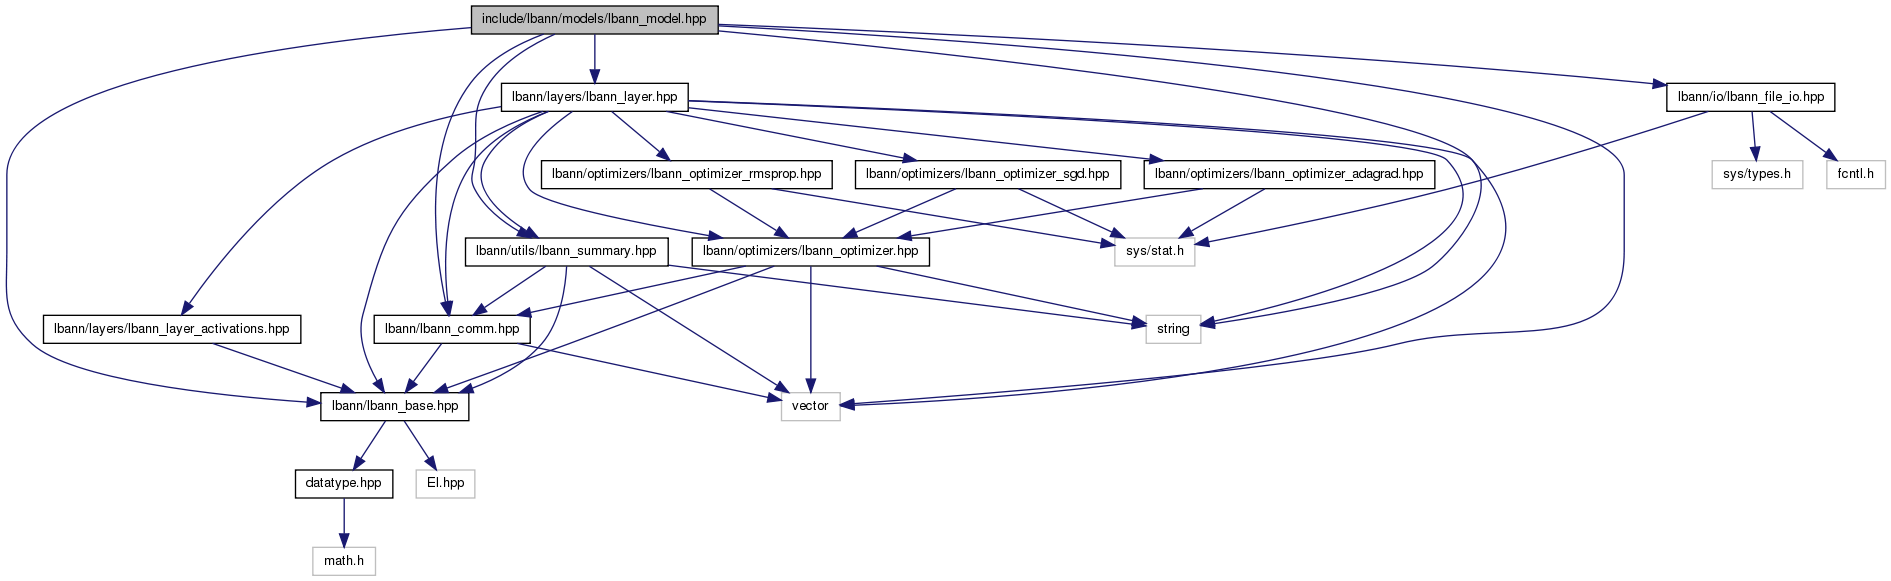 include/lbann/models/lbann_model.hpp
lbann/layers/lbann_layer.hpp
lbann/io/lbann_file_io.hpp
lbann/optimizers/lbann_optimizer_rmsprop.hpp
lbann/optimizers/lbann_optimizer_sgd.hpp
lbann/optimizers/lbann_optimizer_adagrad.hpp
sys/types.h
fcntl.h
lbann/utils/lbann_summary.hpp
lbann/optimizers/lbann_optimizer.hpp
sys/stat.h
lbann/layers/lbann_layer_activations.hpp
lbann/lbann_comm.hpp
string
lbann/lbann_base.hpp
vector
datatype.hpp
El.hpp
math.h